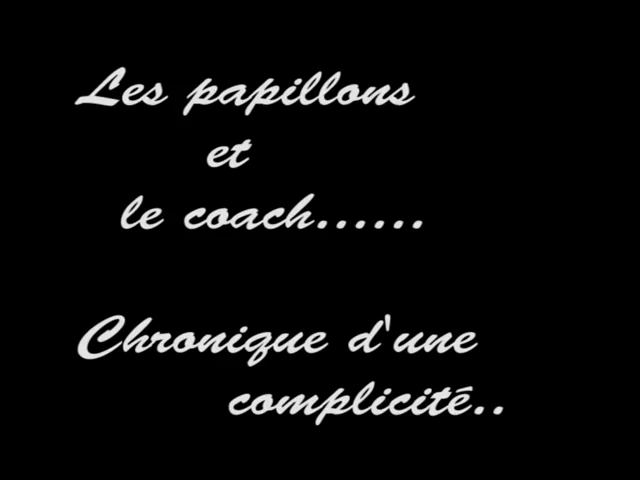 Les papillons
et
le coach......
Chronique d'une
complicité..